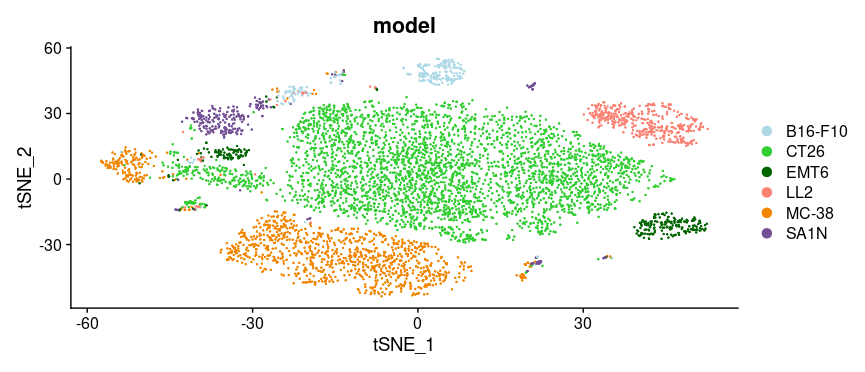 model
60
30
0
-30
tSNE_2
-60
-30
0
30
tSNE_1
B16-F10
CT26
EMT6
LL2
MC-38
SA1N